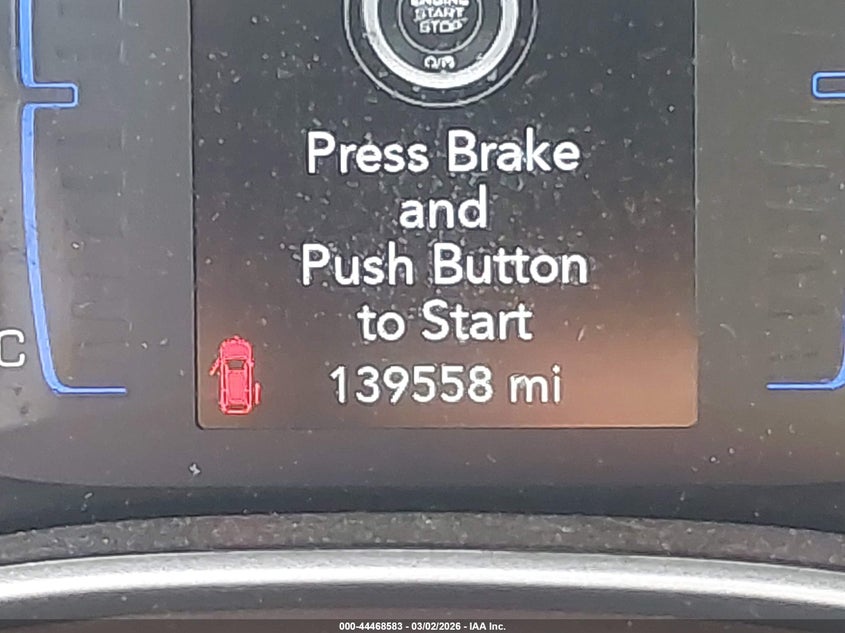 ENGINE
START
STOP
Press Brake
and
Push Button
to Start
C
139558 mi
000-44468583 - 03/02/2026 - IAA Inc.